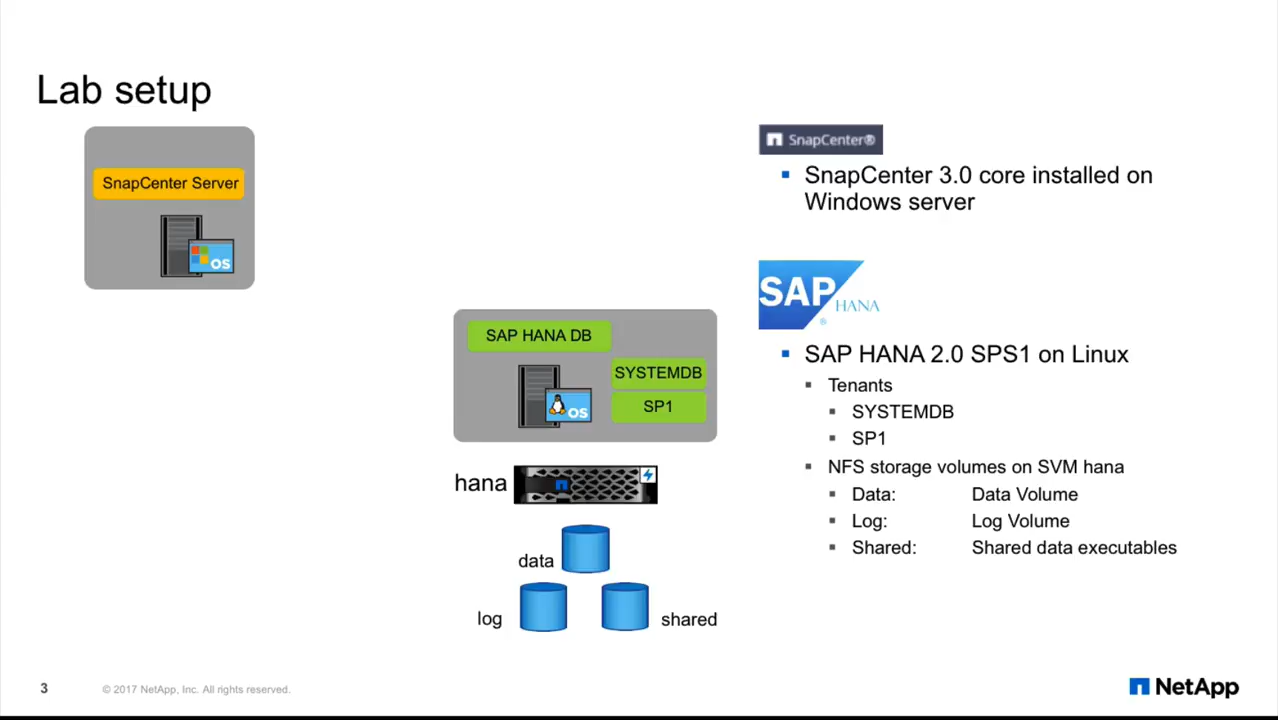 Lab setup
SnapCenter Server
OS
SAP HANA DB
SYSTEMDB
SP1
OS
hana
data
log
shared
SnapCenter®
SnapCenter 3.0 core installed on
Windows server
SAP HANA
®
SAP HANA 2.0 SPS1 on Linux
Tenants
SYSTEMDB
SP1
NFS storage volumes on SVM hana
Data: Data Volume
Log: Log Volume
Shared: Shared data executables
3
© 2017 NetApp, Inc. All rights reserved.
NetApp